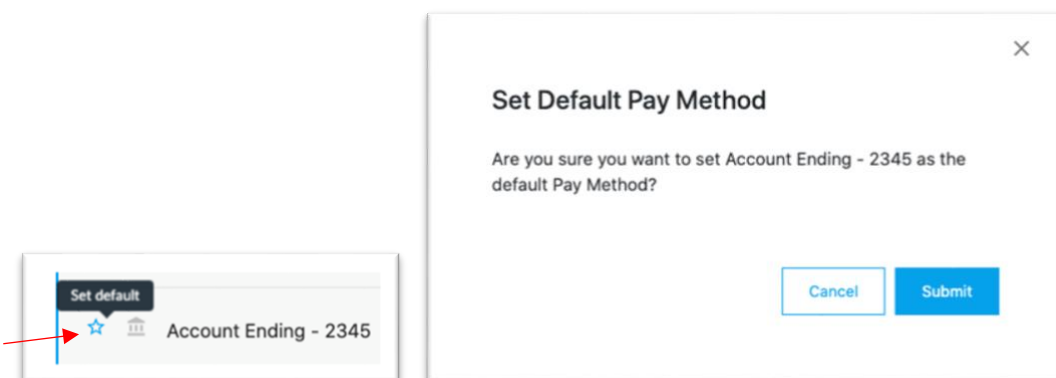 Set Default Pay Method
Are you sure you want to set Account Ending - 2345 as the
default Pay Method?
Cancel
Submit
Set default
Account Ending - 2345